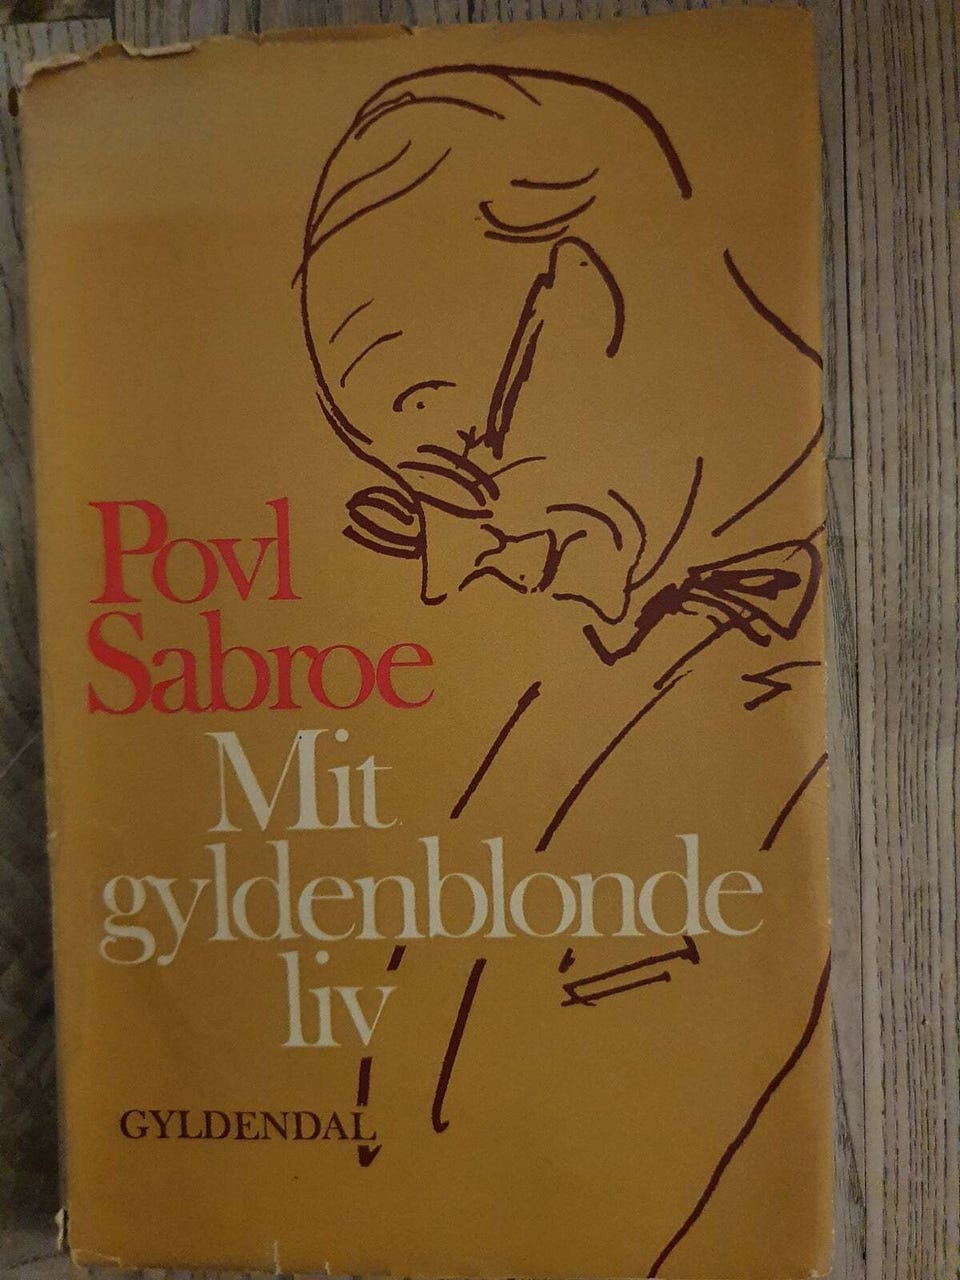 Povl
Sabroe
Mit
gyldenblonde
liv
GYLDENDAL